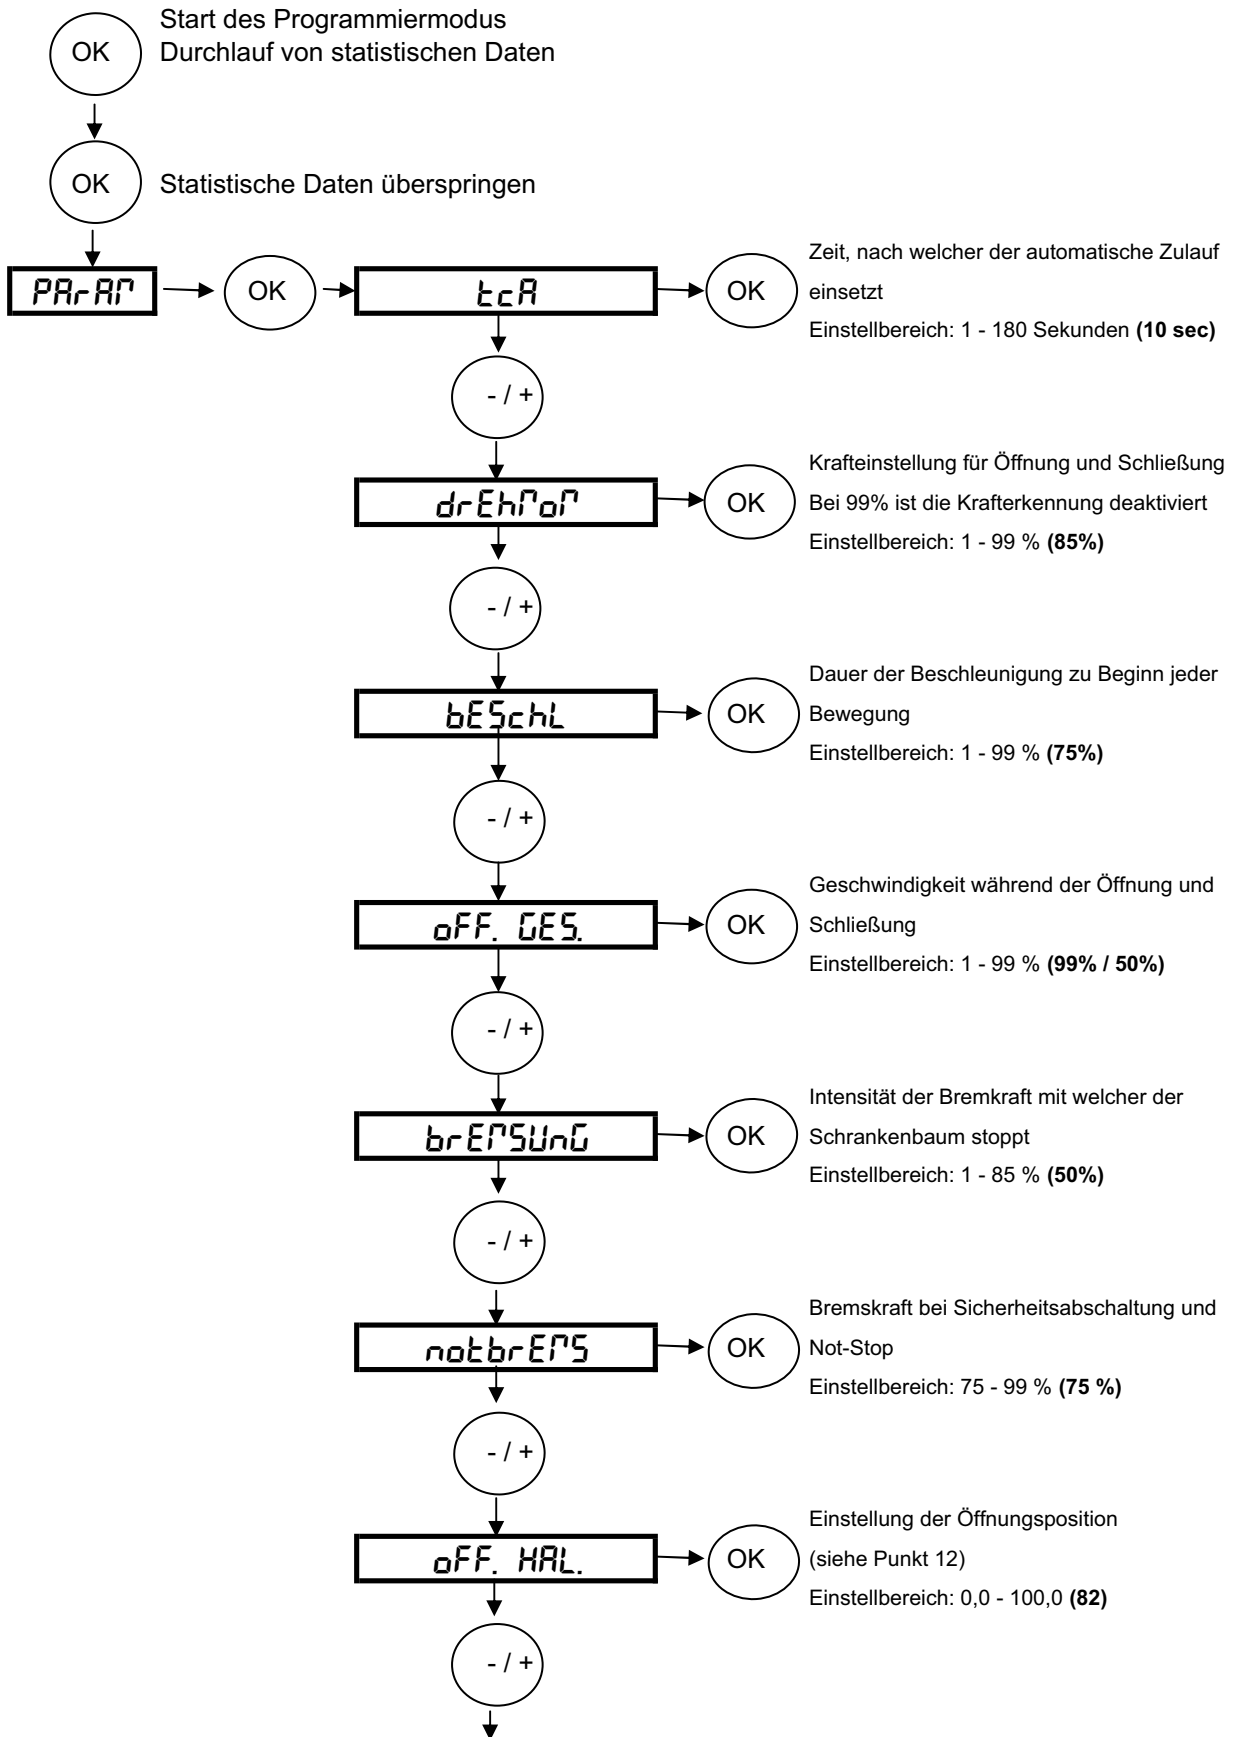 OK
Start des Programmiermodus
Durchlauf von statistischen Daten
OK
Statistische Daten überspringen
PArAM
OK
tcA
OK
Zeit, nach welcher der automatische Zulauf
einsetzt
Einstellbereich: 1 - 180 Sekunden (10 sec)
- / +
drEhMoM
OK
Krafteinstellung für Öffnung und Schließung
Bei 99% ist die Krafterkennung deaktiviert
Einstellbereich: 1 - 99 % (85%)
- / +
bESchL
OK
Dauer der Beschleunigung zu Beginn jeder
Bewegung
Einstellbereich: 1 - 99 % (75%)
- / +
oFF. GES.
OK
Geschwindigkeit während der Öffnung und
Schließung
Einstellbereich: 1 - 99 % (99% / 50%)
- / +
brEMSUnG
OK
Intensität der Bremkraft mit welcher der
Schrankenbaum stoppt
Einstellbereich: 1 - 85 % (50%)
- / +
notbrEMS
OK
Bremskraft bei Sicherheitsabschaltung und
Not-Stop
Einstellbereich: 75 - 99 % (75 %)
- / +
oFF. HAL.
OK
Einstellung der Öffnungsposition
(siehe Punkt 12)
Einstellbereich: 0,0 - 100,0 (82)
- / +